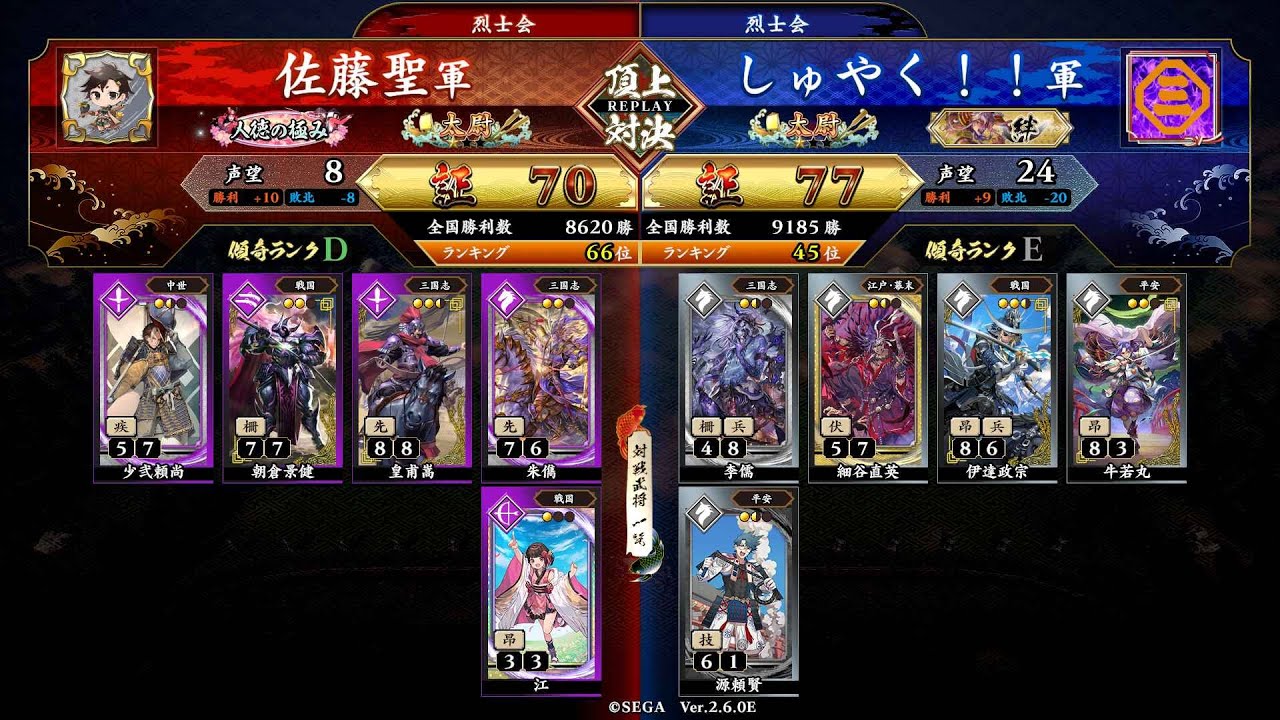 烈士会
烈士会
佐藤聖軍
頂上
REPLAY
対決
しゅやく！！軍
人徳の極み
太尉
太尉
絆
三
声望 8
勝利 +10 敗北 -8
証 70
証 77
声望 24
勝利 +9 敗北 -20
全国勝利数 8620勝
全国勝利数 9185勝
ランキング 66位
ランキング 45位
傾奇ランクD
傾奇ランクE
中世
戦国
三国志
三国志
三国志
江戸・幕末
戦国
平安
疾
柵
先
先
柵 兵
伏
昂 兵
昂
5 7
7 7
8 8
7 6
4 8
5 7
8 6
8 3
少弐頼尚
朝倉景健
皇甫嵩
朱儁
李儒
細谷直英
伊達政宗
牛若丸
対戦武将一覧
戦国
平安
昂
技
3 3
6 1
江
源頼賢
©SEGA Ver.2.6.0E